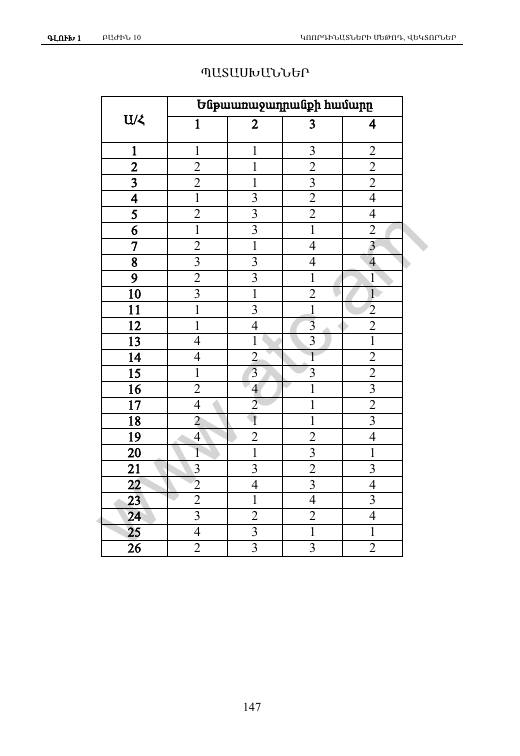 ԳԼՈՒԽ 1 ԲԱԺԻՆ 10 ԿՈՈՐԴԻՆԱՏՆԵՐԻ ՄԵԹՈԴ, ՎԵԿՏՈՐՆԵՐ
ՊԱՏԱՍԽԱՆՆԵՐ
Ա/Հ Ենթաառաջադրանքի համարը
1 2 3 4
1 1 1 3 2
2 2 1 2 2
3 2 1 3 2
4 1 3 2 4
5 2 3 2 4
6 1 3 1 2
7 2 1 4 3
8 3 3 4 4
9 2 3 1 1
10 3 1 2 1
11 1 3 1 2
12 1 4 3 2
13 4 1 3 1
14 4 2 1 2
15 1 3 3 2
16 2 4 1 3
17 4 2 1 2
18 2 1 1 3
19 4 2 2 4
20 1 1 3 1
21 3 3 2 3
22 2 4 3 4
23 2 1 4 3
24 3 2 2 4
25 4 3 1 1
26 2 3 3 2
www.atc.am
147